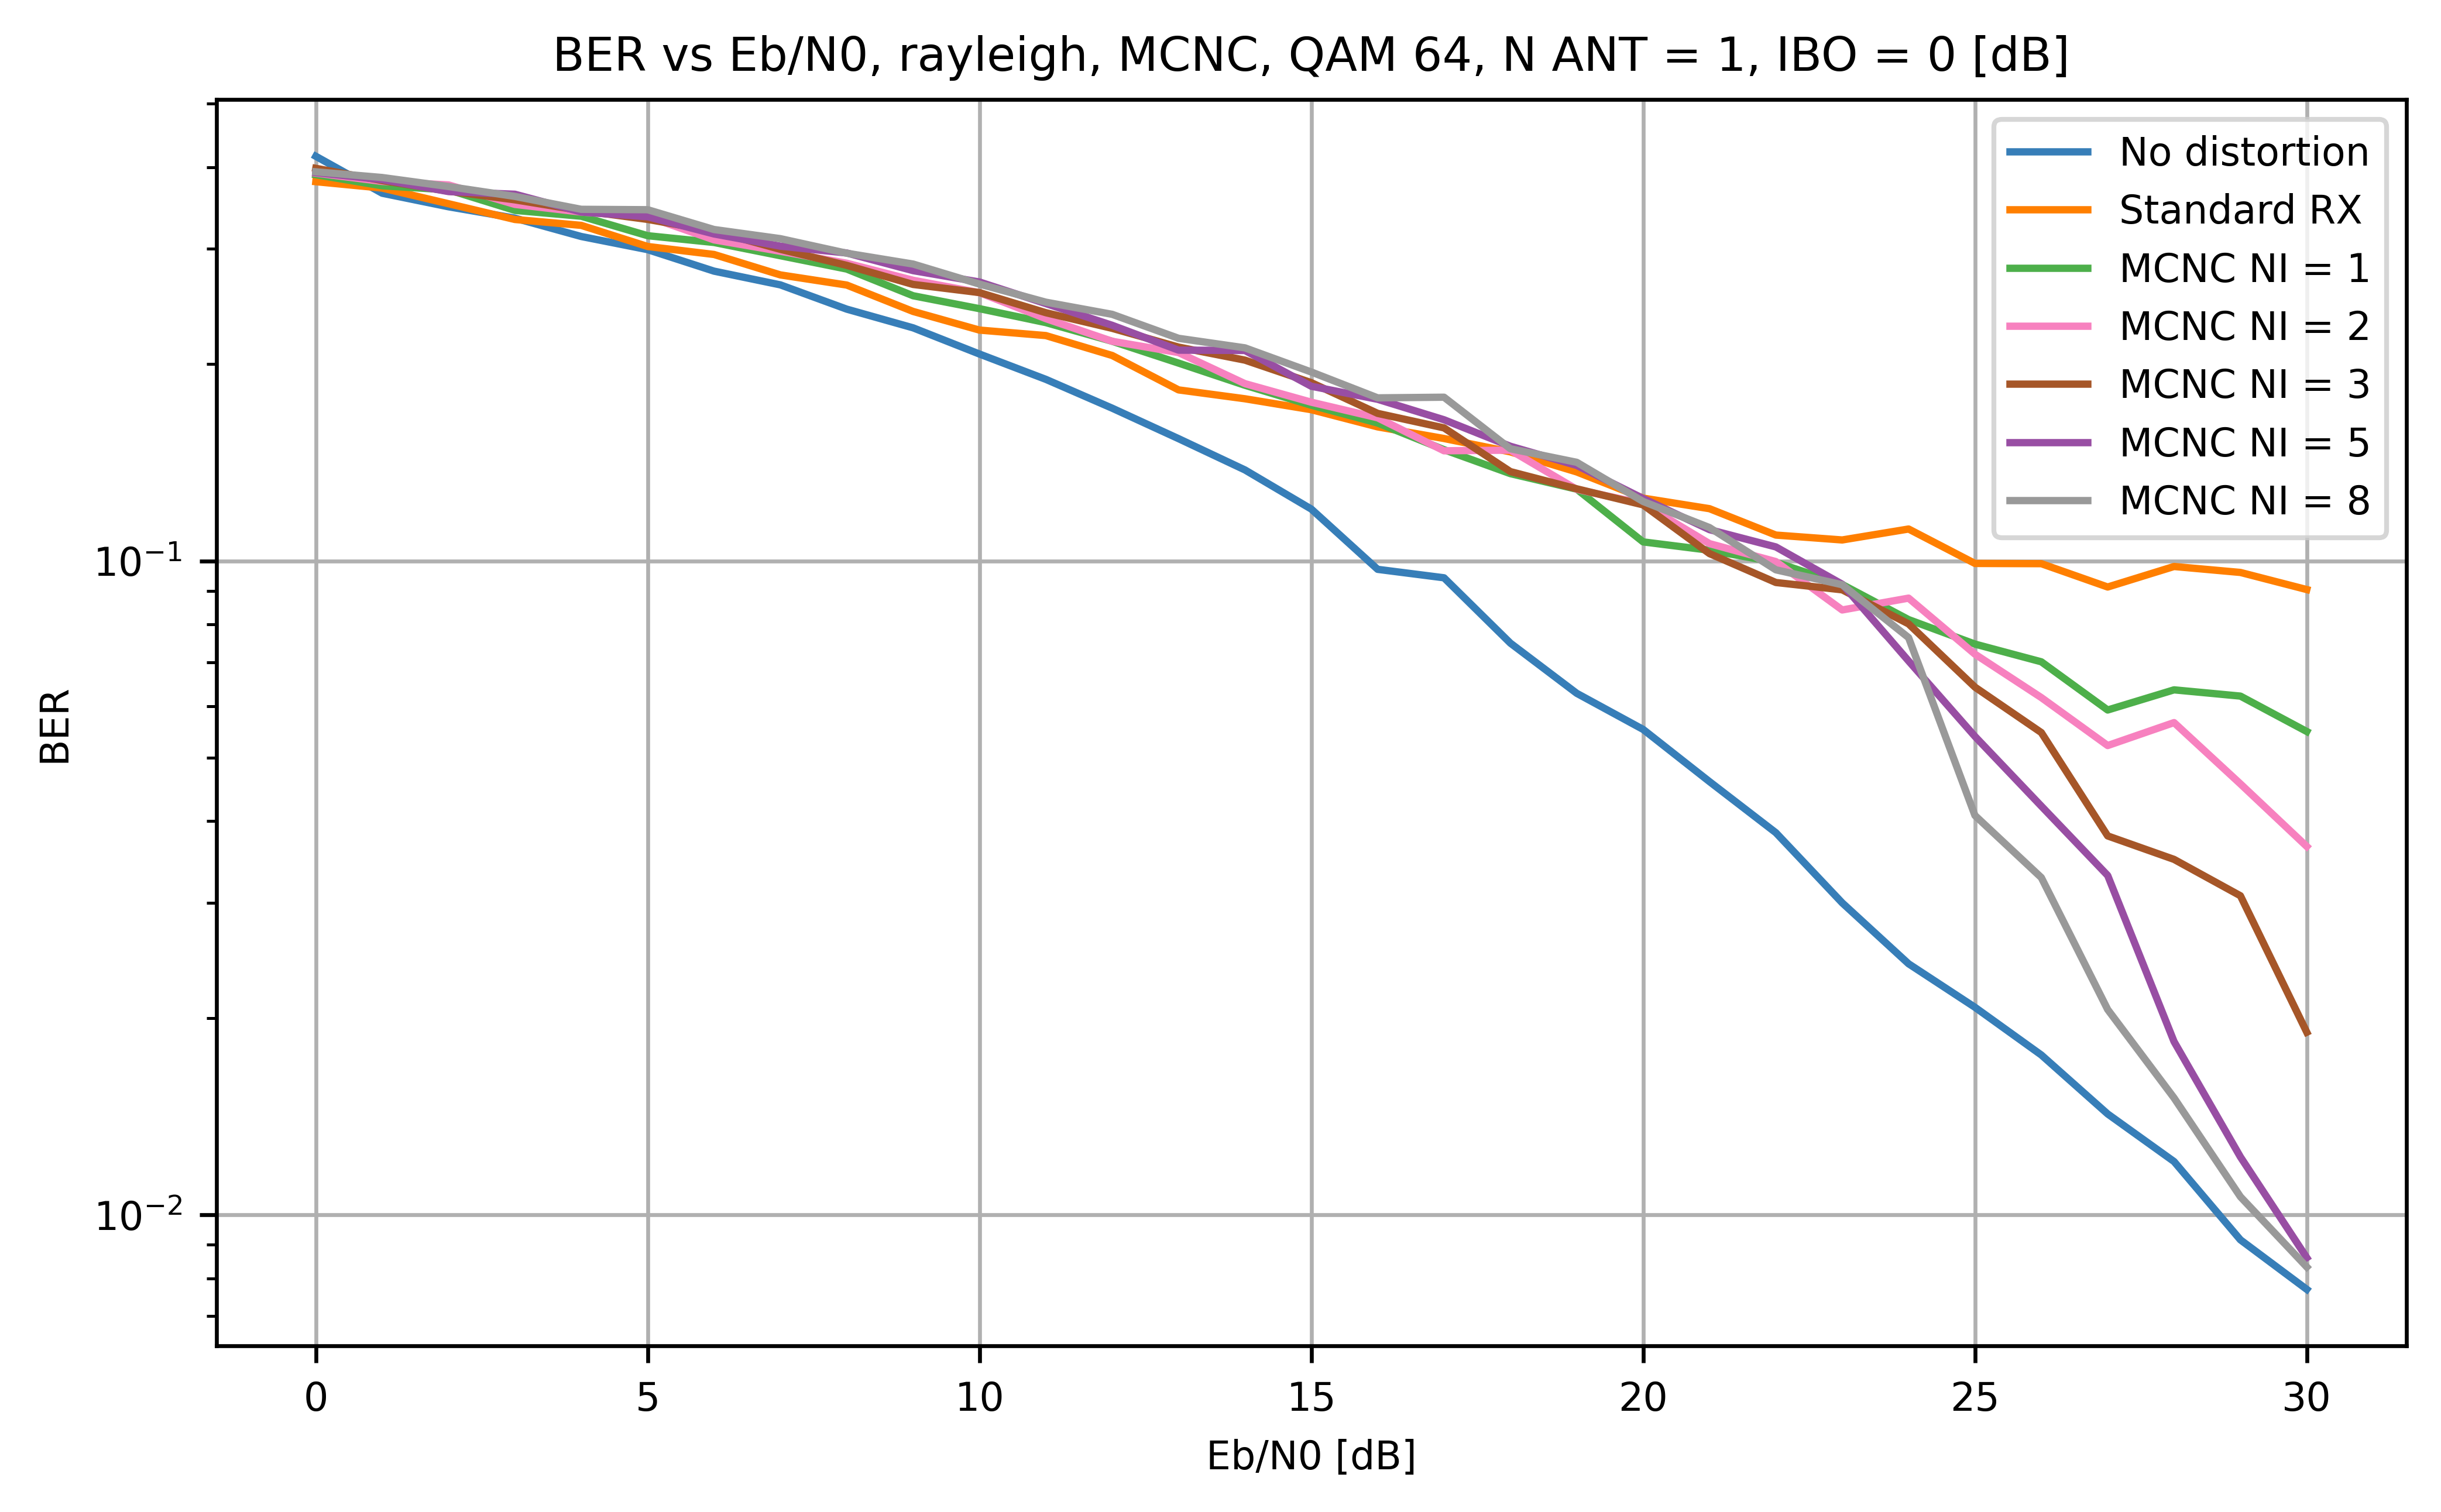 BER vs Eb/N0, rayleigh, MCNC, QAM 64, N ANT = 1, IBO = 0 [dB]
No distortion
Standard RX
MCNC NI = 1
MCNC NI = 2
MCNC NI = 3
MCNC NI = 5
MCNC NI = 8
10⁻¹
BER
10⁻²
0 5 10 15 20 25 30
Eb/N0 [dB]